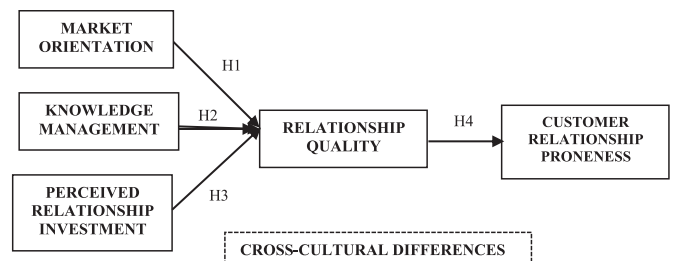 MARKET
ORIENTATION
H1
KNOWLEDGE
MANAGEMENT
H2
RELATIONSHIP
QUALITY
H4
CUSTOMER
RELATIONSHIP
PRONENESS
PERCEIVED
RELATIONSHIP
INVESTMENT
H3
CROSS-CULTURAL DIFFERENCES